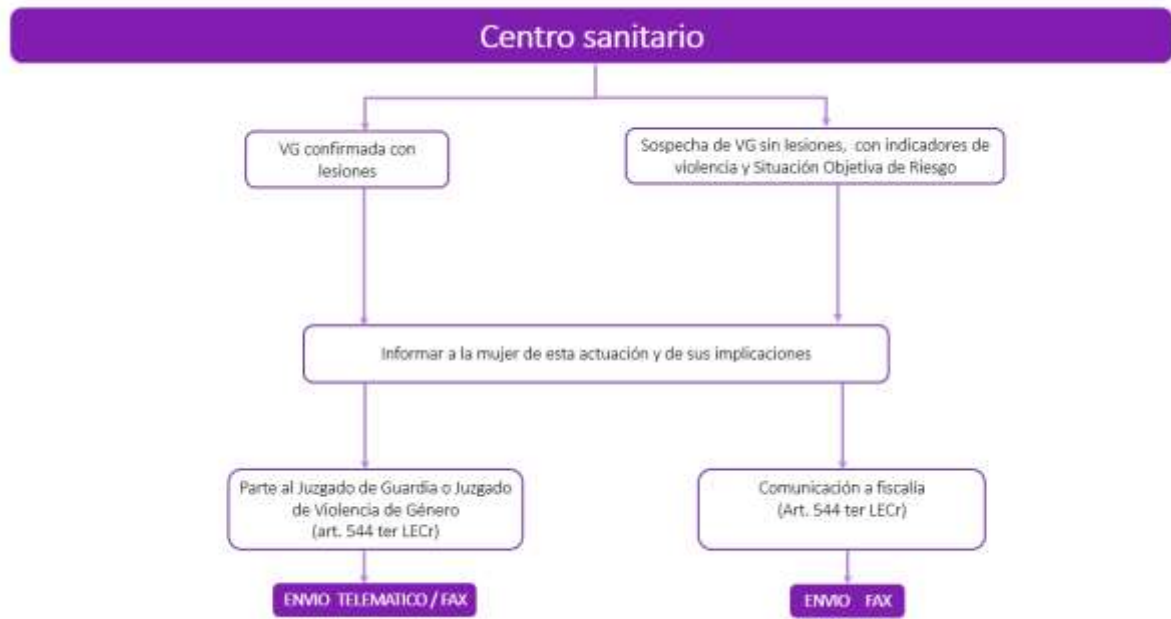 Centro sanitario
VG confirmada con
lesiones
Sospecha de VG sin lesiones, con indicadores de
violencia y Situación Objetiva de Riesgo
Informar a la mujer de esta actuación y de sus implicaciones
Parte al Juzgado de Guardia o Juzgado
de Violencia de Género
(art. 544 ter LECr)
Comunicación a fiscalía
(Art. 544 ter LECr)
ENVIO TELEMATICO / FAX
ENVIO FAX